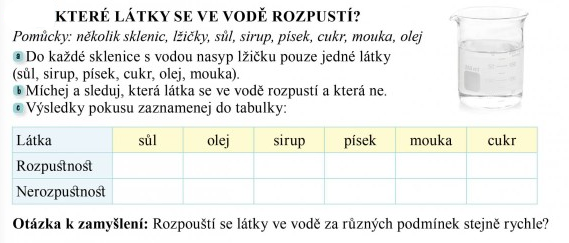 KTERÉ LÁTKY SE VE VODĚ ROZPUSTÍ?
Pomůcky: několik sklenic, lžičky, sůl, sirup, písek, cukr, mouka, olej
a Do každé sklenice s vodou nasyp lžičku pouze jedné látky
(sůl, sirup, písek, cukr, olej, mouka).
b Míchej a sleduj, která látka se ve vodě rozpustí a která ne.
c Výsledky pokusu zaznamenej do tabulky:
Látka sůl olej sirup písek mouka cukr
Rozpustnost
Nerozpustnost
Otázka k zamyšlení: Rozpouští se látky ve vodě za různých podmínek stejně rychle?